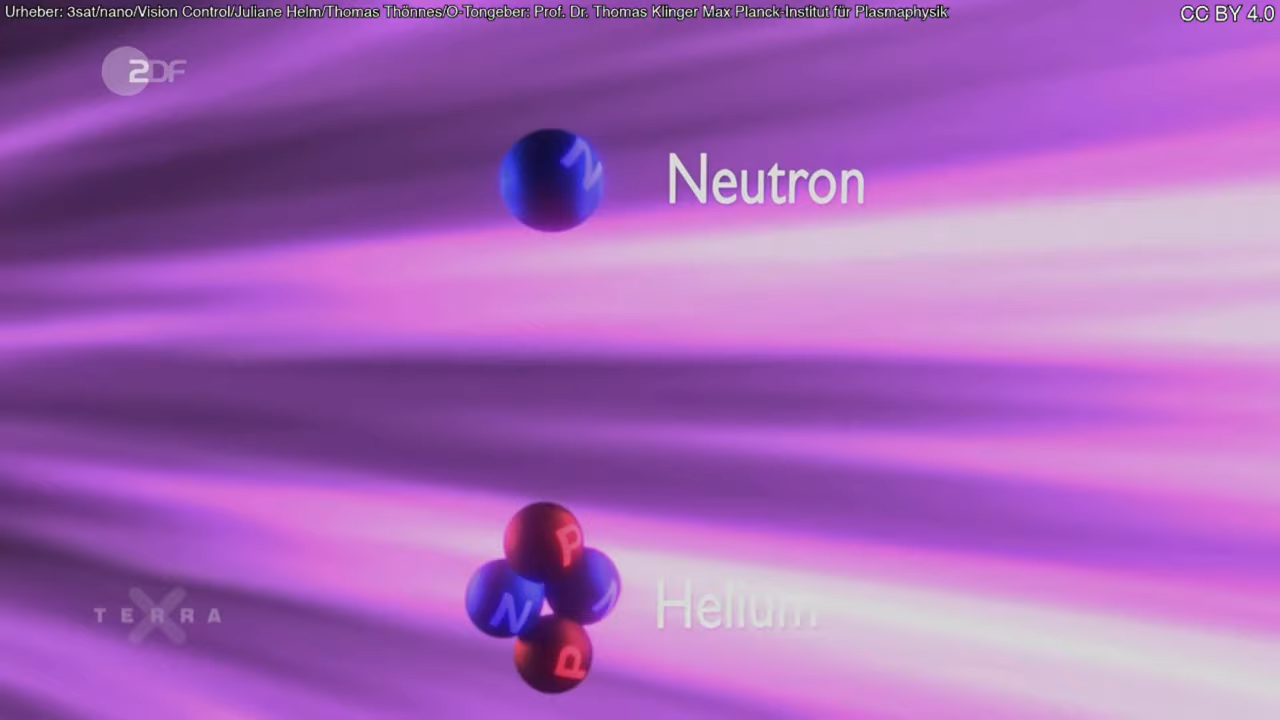 Urheber: 3sat/nano/Vision Control/Juliane Helm/Thomas Thönnes/O-Tongeber: Prof. Dr. Thomas Klinger Max Planck-Institut für Plasmaphysik
CC BY 4.0
2DF
N
Neutron
P
N N
Helium
P
TERRA X